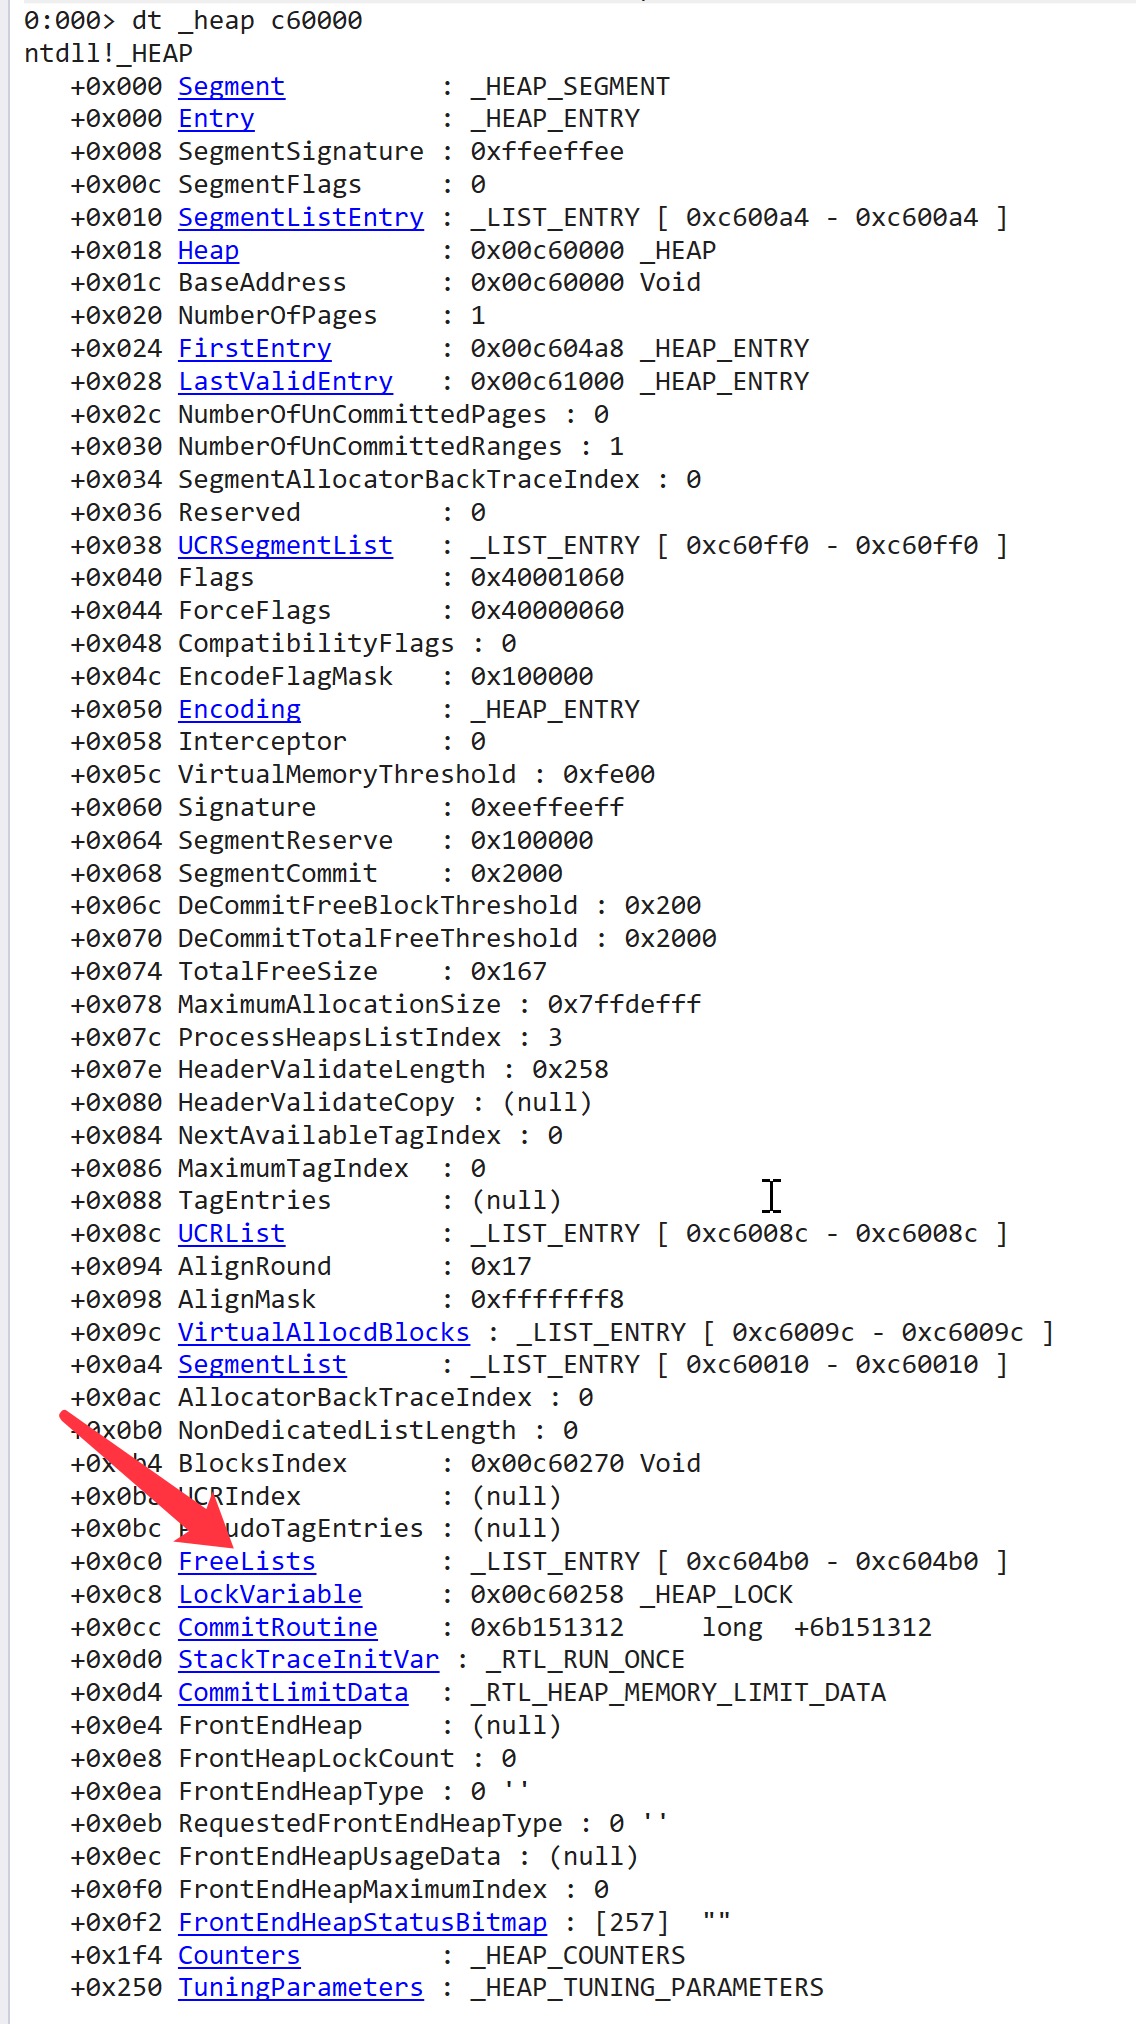 0:000> dt _heap c60000
ntdll!_HEAP
+0x000 Segment : _HEAP_SEGMENT
+0x000 Entry : _HEAP_ENTRY
+0x008 SegmentSignature : 0xffeeffee
+0x00c SegmentFlags : 0
+0x010 SegmentListEntry : _LIST_ENTRY [ 0xc600a4 - 0xc600a4 ]
+0x018 Heap : 0x00c60000 _HEAP
+0x01c BaseAddress : 0x00c60000 Void
+0x020 NumberOfPages : 1
+0x024 FirstEntry : 0x00c604a8 _HEAP_ENTRY
+0x028 LastValidEntry : 0x00c61000 _HEAP_ENTRY
+0x02c NumberOfUnCommittedPages : 0
+0x030 NumberOfUnCommittedRanges : 1
+0x034 SegmentAllocatorBackTraceIndex : 0
+0x036 Reserved : 0
+0x038 UCRSegmentList : _LIST_ENTRY [ 0xc60ff0 - 0xc60ff0 ]
+0x040 Flags : 0x40001060
+0x044 ForceFlags : 0x40000060
+0x048 CompatibilityFlags : 0
+0x04c EncodeFlagMask : 0x100000
+0x050 Encoding : _HEAP_ENTRY
+0x058 Interceptor : 0
+0x05c VirtualMemoryThreshold : 0xfe00
+0x060 Signature : 0xeeffeeff
+0x064 SegmentReserve : 0x100000
+0x068 SegmentCommit : 0x2000
+0x06c DeCommitFreeBlockThreshold : 0x200
+0x070 DeCommitTotalFreeThreshold : 0x2000
+0x074 TotalFreeSize : 0x167
+0x078 MaximumAllocationSize : 0x7ffdefff
+0x07c ProcessHeapsListIndex : 3
+0x07e HeaderValidateLength : 0x258
+0x080 HeaderValidateCopy : (null)
+0x084 NextAvailableTagIndex : 0
+0x086 MaximumTagIndex : 0
+0x088 TagEntries : (null)
+0x08c UCRList : _LIST_ENTRY [ 0xc6008c - 0xc6008c ]
+0x094 AlignRound : 0x17
+0x098 AlignMask : 0xfffffff8
+0x09c VirtualAllocdBlocks : _LIST_ENTRY [ 0xc6009c - 0xc6009c ]
+0x0a4 SegmentList : _LIST_ENTRY [ 0xc60010 - 0xc60010 ]
+0x0ac AllocatorBackTraceIndex : 0
+0x0b0 NonDedicatedListLength : 0
BlocksIndex : 0x00c60270 Void
UCRIndex : (null)
+0x0bc : (null)
+0x0c0 FreeLists : _LIST_ENTRY [ 0xc604b0 - 0xc604b0 ]
+0x0c8 LockVariable : 0x00c60258 _HEAP_LOCK
+0x0cc CommitRoutine : 0x6b151312 long +6b151312
+0x0d0 StackTraceInitVar : _RTL_RUN_ONCE
+0x0d4 CommitLimitData : _RTL_HEAP_MEMORY_LIMIT_DATA
+0x0e4 FrontEndHeap : (null)
+0x0e8 FrontHeapLockCount : 0
+0x0ea FrontEndHeapType : 0 ''
+0x0eb RequestedFrontEndHeapType : 0 ''
+0x0ec FrontEndHeapUsageData : (null)
+0x0f0 FrontEndHeapMaximumIndex : 0
+0x0f2 FrontEndHeapStatusBitmap : [257] ""
+0x1f4 Counters : _HEAP_COUNTERS
+0x250 TuningParameters : _HEAP_TUNING_PARAMETERS